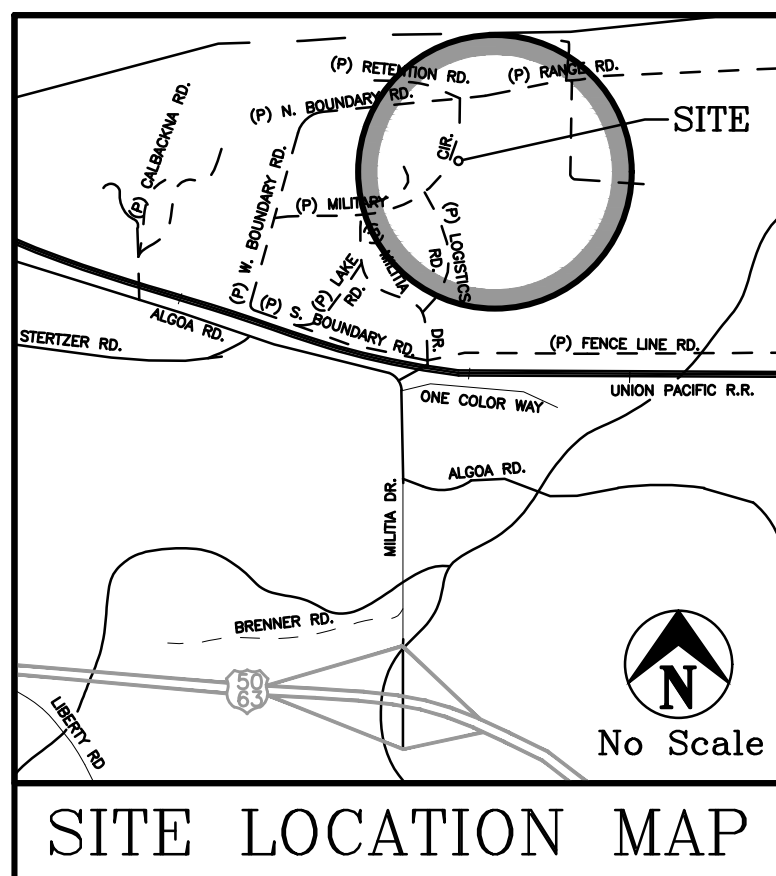 (P) RETENTION RD.
(P) RANGE RD.
(P) N. BOUNDARY RD.
(P) CALBACKNA RD.
SITE
CIR.
(P) W. BOUNDARY RD.
(P) MILITARY
(P) LOGISTICS
RD.
(P) MILITIA
DR.
(P) LAKE
RD.
(P) S. BOUNDARY RD.
ALGOA RD.
STERTZER RD.
(P) FENCE LINE RD.
UNION PACIFIC R.R.
ONE COLOR WAY
ALGOA RD.
MILITIA DR.
BRENNER RD.
50
63
LIBERTY RD
N
No Scale
SITE LOCATION MAP